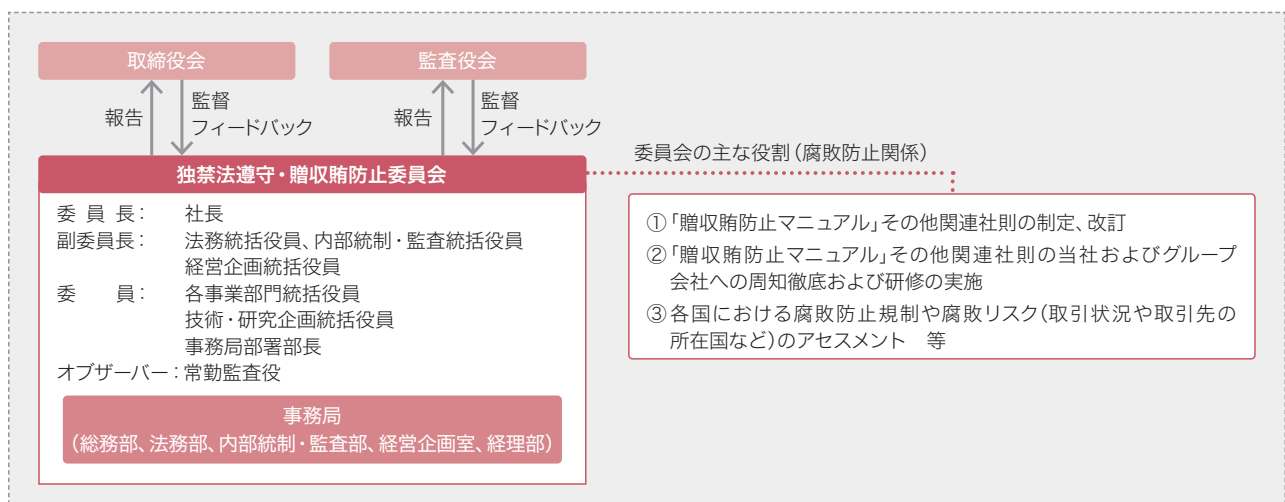 取締役会
監査役会
報告
監督
フィードバック
報告
監督
フィードバック
独禁法遵守・贈収賄防止委員会
委員長： 社長
副委員長： 法務統括役員、内部統制・監査統括役員
経営企画統括役員
委員： 各事業部門統括役員
技術・研究企画統括役員
事務局部署部長
オブザーバー：常勤監査役
事務局
（総務部、法務部、内部統制・監査部、経営企画室、経理部）
委員会の主な役割（腐敗防止関係）
①「贈収賄防止マニュアル」その他関連社則の制定、改訂
②「贈収賄防止マニュアル」その他関連社則の当社およびグループ
会社への周知徹底および研修の実施
③各国における腐敗防止規制や腐敗リスク（取引状況や取引先の
所在国など）のアセスメント　等